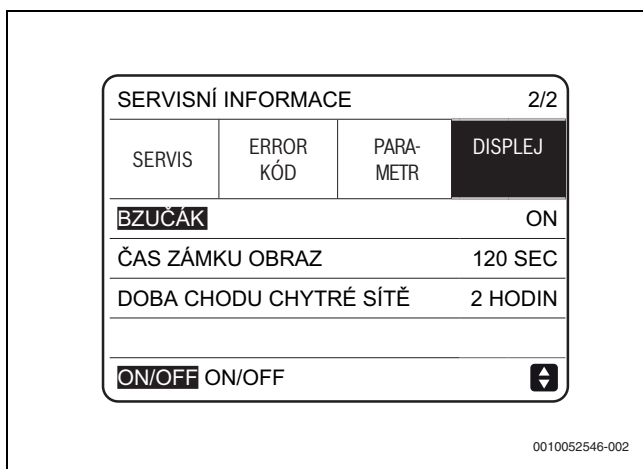 SERVISNÍ INFORMACE 2/2
SERVIS ERROR KÓD PARA-METR DISPLEJ
BZUČÁK ON
ČAS ZÁMKU OBRAZ 120 SEC
DOBA CHODU CHYTRÉ SÍTĚ 2 HODIN
ON/OFF ON/OFF
0010052546-002